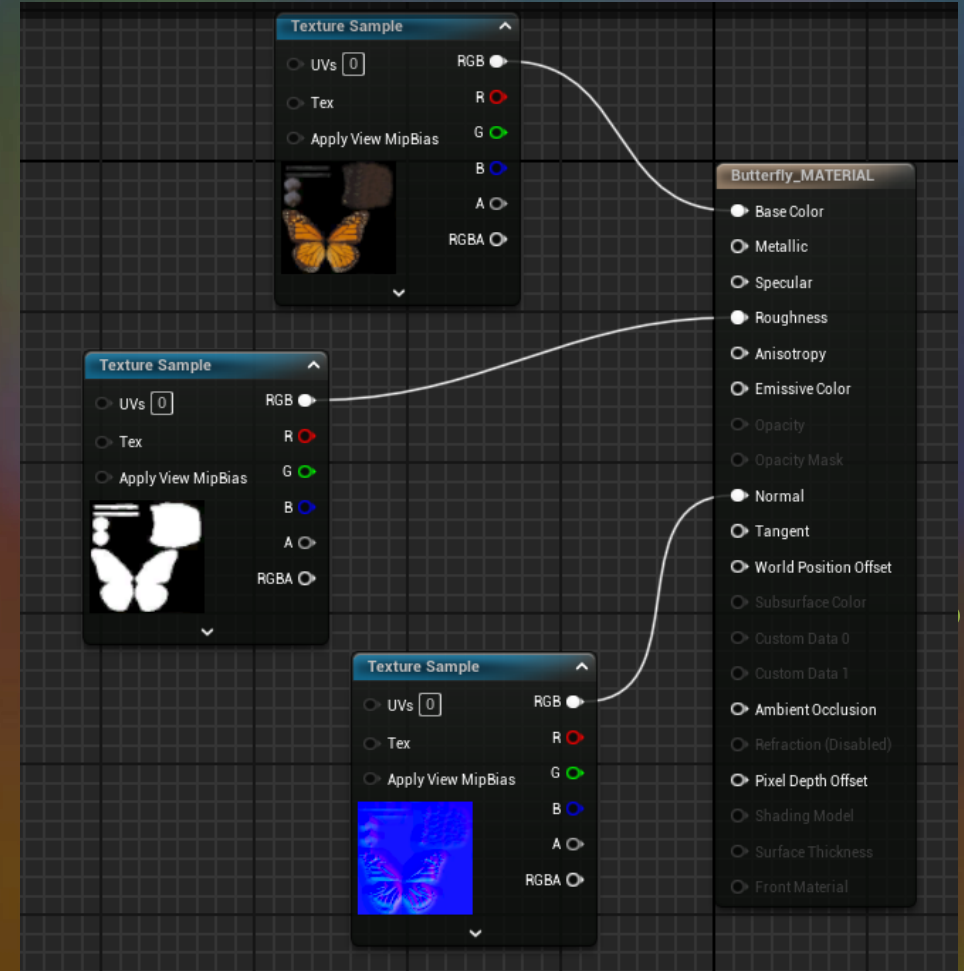 Texture Sample
UVs 0
Tex
Apply View MipBias
RGB
R
G
B
A
RGBA
Texture Sample
UVs 0
Tex
Apply View MipBias
RGB
R
G
B
A
RGBA
Texture Sample
UVs 0
Tex
Apply View MipBias
RGB
R
G
B
A
RGBA
Butterfly_MATERIAL
Base Color
Metallic
Specular
Roughness
Anisotropy
Emissive Color
Opacity
Opacity Mask
Normal
Tangent
World Position Offset
Subsurface Color
Custom Data 0
Custom Data 1
Ambient Occlusion
Refraction (Disabled)
Pixel Depth Offset
Shading Model
Surface Thickness
Front Material